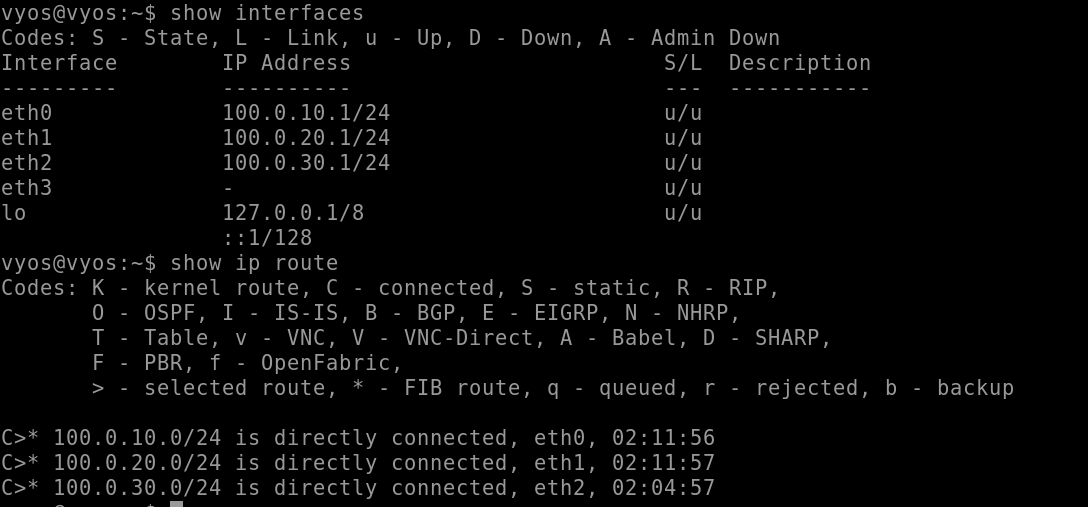 vyos@vyos:~$ show interfaces
Codes: S - State, L - Link, u - Up, D - Down, A - Admin Down
Interface        IP Address                        S/L  Description
---------        ----------                        ---  -----------
eth0             100.0.10.1/24                     u/u
eth1             100.0.20.1/24                     u/u
eth2             100.0.30.1/24                     u/u
eth3             -                                 u/u
lo               127.0.0.1/8                       u/u
                 ::1/128
vyos@vyos:~$ show ip route
Codes: K - kernel route, C - connected, S - static, R - RIP,
       O - OSPF, I - IS-IS, B - BGP, E - EIGRP, N - NHRP,
       T - Table, v - VNC, V - VNC-Direct, A - Babel, D - SHARP,
       F - PBR, f - OpenFabric,
       > - selected route, * - FIB route, q - queued, r - rejected, b - backup

C>* 100.0.10.0/24 is directly connected, eth0, 02:11:56
C>* 100.0.20.0/24 is directly connected, eth1, 02:11:57
C>* 100.0.30.0/24 is directly connected, eth2, 02:04:57